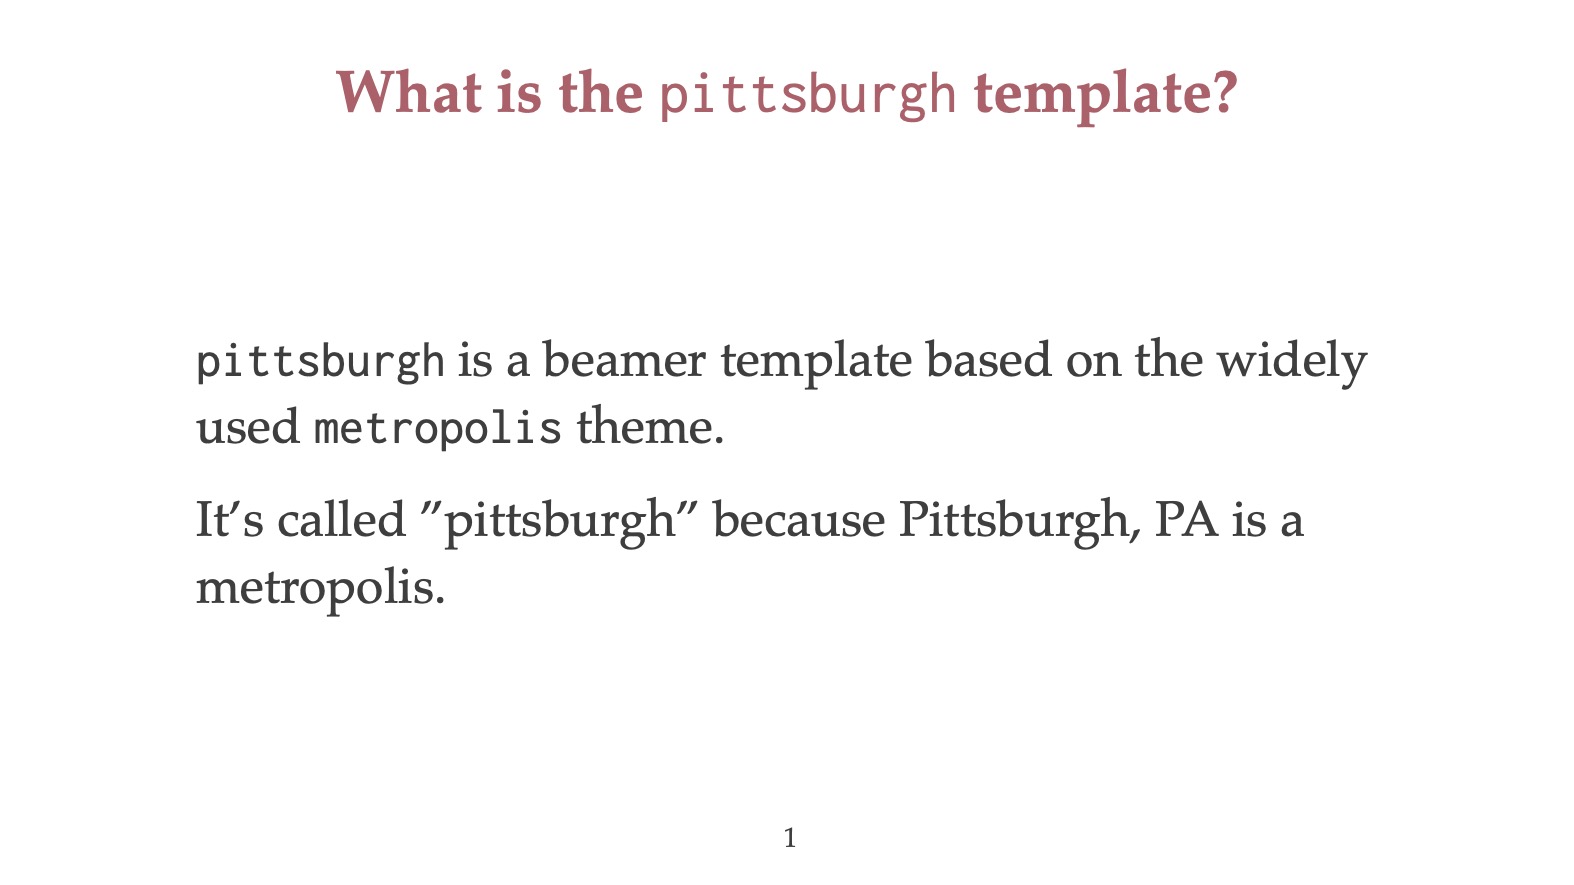 What is the pittsburgh template?
pittsburgh is a beamer template based on the widely
used metropolis theme.
It’s called ”pittsburgh” because Pittsburgh, PA is a
metropolis.
1